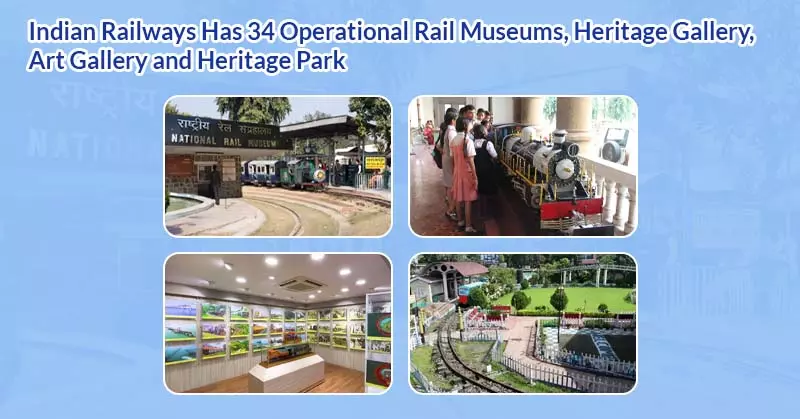 Indian Railways Has 34 Operational Rail Museums, Heritage Gallery,
Art Gallery and Heritage Park
राष्ट्रीय रेल संग्रहालय
NATIONAL RAIL MUSEUM